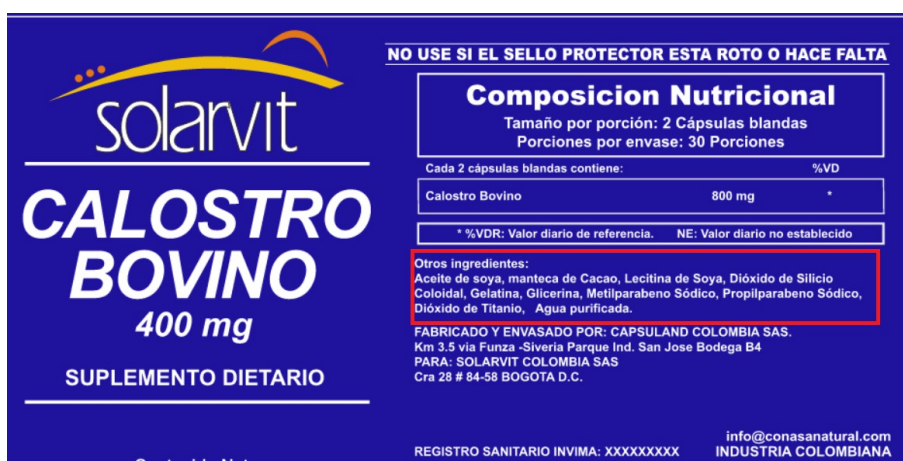 solarvit
CALOSTRO
BOVINO
400 mg
SUPLEMENTO DIETARIO
NO USE SI EL SELLO PROTECTOR ESTA ROTO O HACE FALTA
Composicion Nutricional
Tamaño por porción: 2 Cápsulas blandas
Porciones por envase: 30 Porciones
Cada 2 cápsulas blandas contiene: %VD
Calostro Bovino 800 mg *
* %VDR: Valor diario de referencia. NE: Valor diario no establecido
Otros ingredientes:
Aceite de soya, manteca de Cacao, Lecitina de Soya, Dióxido de Silicio
Coloidal, Gelatina, Glicerina, Metilparabeno Sódico, Propilparabeno Sódico,
Dióxido de Titanio, Agua purificada.
FABRICADO Y ENVASADO POR: CAPSULAND COLOMBIA SAS.
Km 3.5 via Funza -Siveria Parque Ind. San Jose Bodega B4
PARA: SOLARVIT COLOMBIA SAS
Cra 28 # 84-58 BOGOTA D.C.
info@conasanatural.com
REGISTRO SANITARIO INVIMA: XXXXXXXXX INDUSTRIA COLOMBIANA